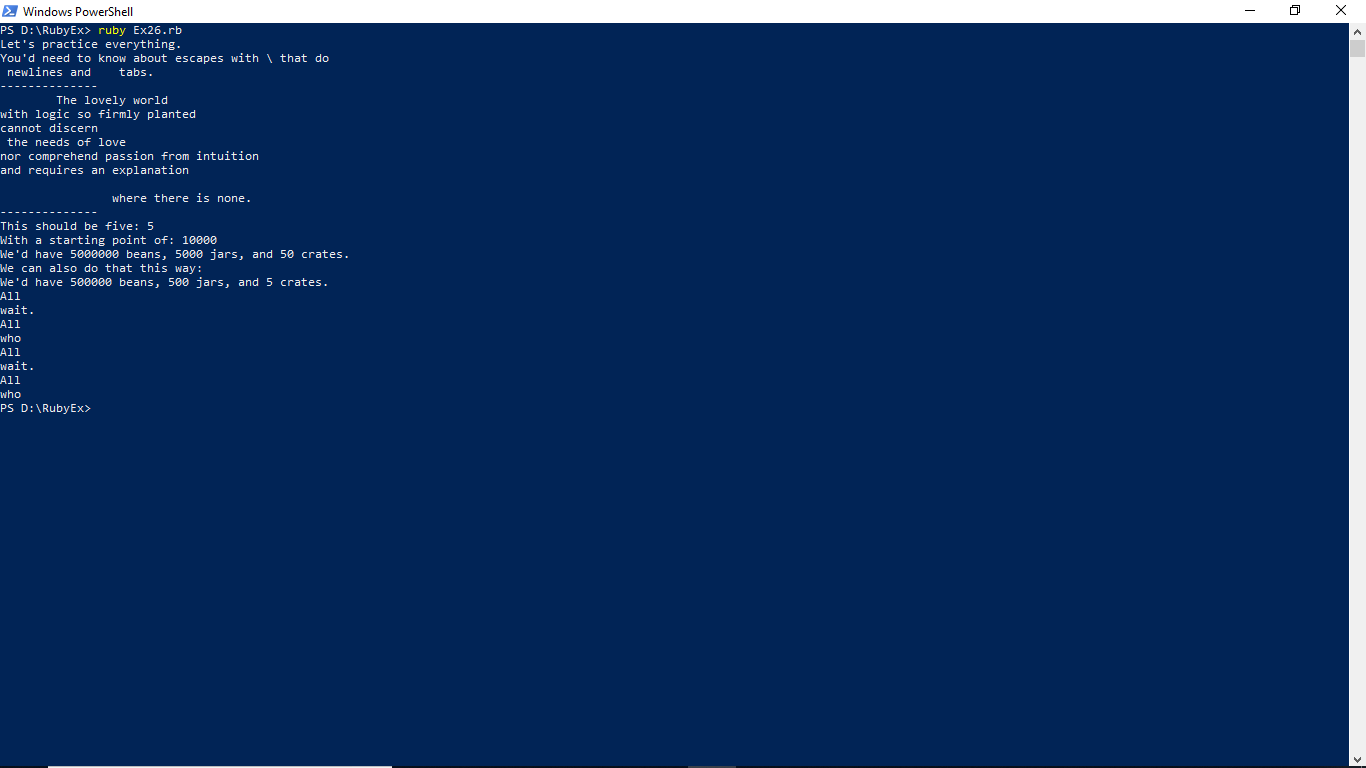 Windows PowerShell
PS D:\RubyEx> ruby Ex26.rb
Let's practice everything.
You'd need to know about escapes with \ that do
 newlines and    tabs.
--------------
        The lovely world
with logic so firmly planted
cannot discern
 the needs of love
nor comprehend passion from intuition
and requires an explanation

                where there is none.
--------------
This should be five: 5
With a starting point of: 10000
We'd have 5000000 beans, 5000 jars, and 50 crates.
We can also do that this way:
We'd have 500000 beans, 500 jars, and 5 crates.
All
wait.
All
who
All
wait.
All
who
PS D:\RubyEx>